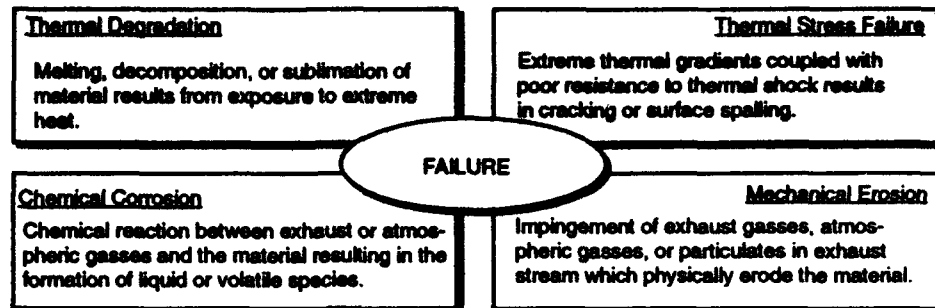 Thermal Degradation
Melting, decomposition, or sublimation of
material results from exposure to extreme
heat.
Thermal Stress Failure
Extreme thermal gradients coupled with
poor resistance to thermal shock results
in cracking or surface spalling.
FAILURE
Chemical Corrosion
Chemical reaction between exhaust or atmos-
pheric gasses and the material resulting in the
formation of liquid or volatile species.
Mechanical Erosion
Impingement of exhaust gasses, atmos-
pheric gasses, or particulates in exhaust
stream which physically erode the material.